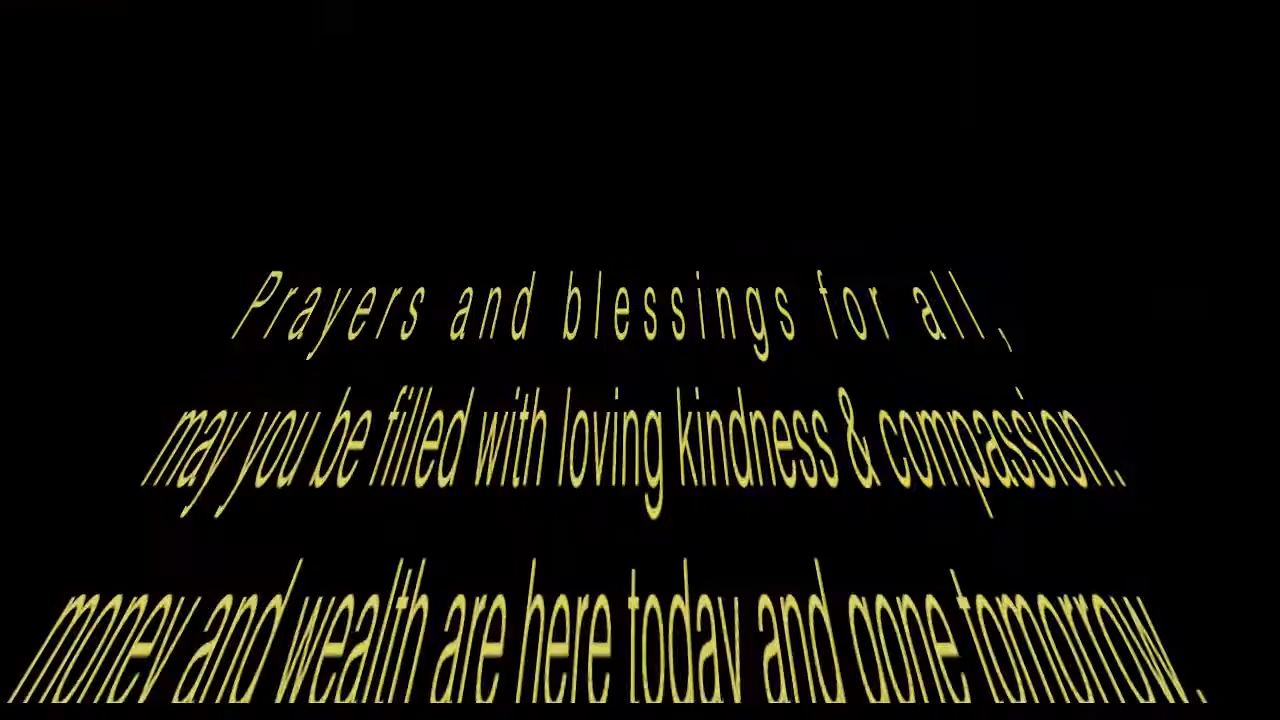 Prayers and blessings for all,
may you be filled with loving kindness & compassion.
money and wealth are here today and gone tomorrow.